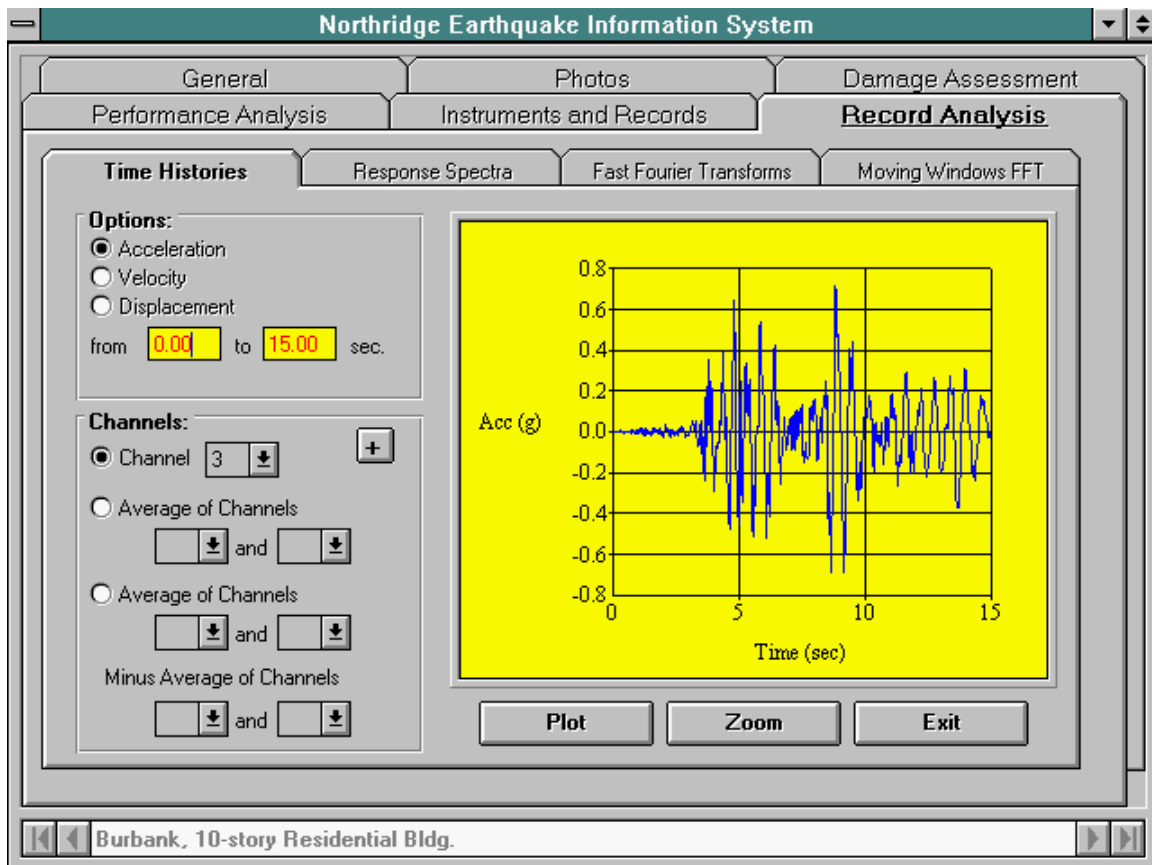 Northridge Earthquake Information System
General Photos Damage Assessment
Performance Analysis Instruments and Records Record Analysis
Time Histories Response Spectra Fast Fourier Transforms Moving Windows FFT
Options:
Acceleration
Velocity
Displacement
from 0.00 to 15.00 sec.
Channels:
Channel 3 +
Average of Channels
and
Average of Channels
and
Minus Average of Channels
and
0.8
0.6
0.4
0.2
Acc (g) 0.0
-0.2
-0.4
-0.6
-0.8
0 5 10 15
Time (sec)
Plot Zoom Exit
Burbank, 10-story Residential Bldg.